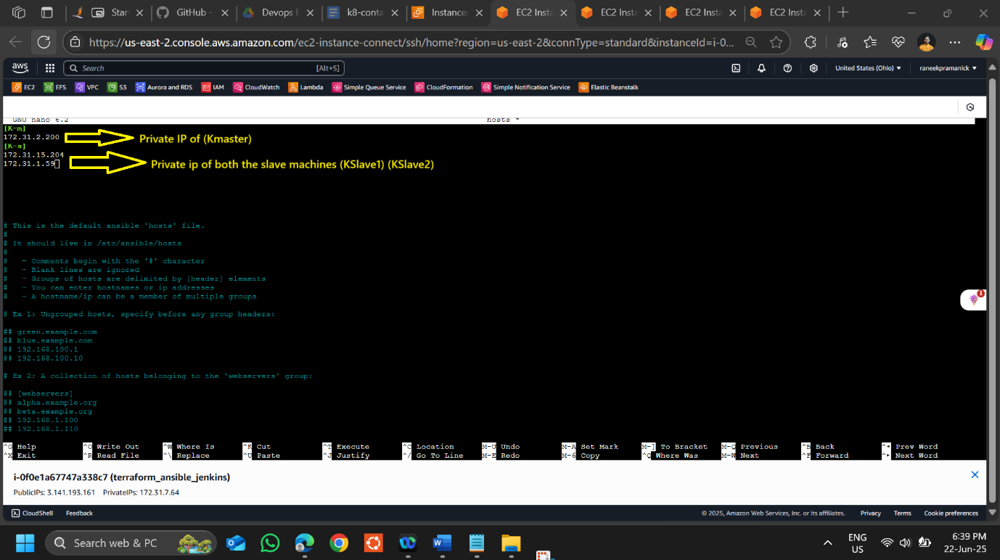 Star
GitHub -
Devops F
k8-conta
Instance:
EC2 Insta
EC2 Insta
EC2 Insta
EC2 Insta
https://us-east-2.console.aws.amazon.com/ec2-instance-connect/ssh/home?region=us-east-2&connType=standard&instanceId=i-0...
aws
Search
[Alt+S]
United States (Ohio)
raneekpramanick
EC2 EFS VPC S3 Aurora and RDS IAM CloudWatch Lambda Simple Queue Service CloudFormation Simple Notification Service Elastic Beanstalk
GNU nano 6.2 hosts *
[K-m]
172.31.2.200 Private IP of (Kmaster)
[K-s]
172.31.15.204
172.31.1.59 Private ip of both the slave machines (KSlave1) (KSlave2)
# This is the default ansible 'hosts' file.
#
# It should live in /etc/ansible/hosts
#
#   - Comments begin with the '#' character
#   - Blank lines are ignored
#   - Groups of hosts are delimited by [header] elements
#   - You can enter hostnames or ip addresses
#   - A hostname/ip can be a member of multiple groups
# Ex 1: Ungrouped hosts, specify before any group headers:
## green.example.com
## blue.example.com
## 192.168.100.1
## 192.168.100.10
# Ex 2: A collection of hosts belonging to the 'webservers' group:
## [webservers]
## alpha.example.org
## beta.example.org
## 192.168.1.100
## 192.168.1.110
1
^G Help ^O Write Out ^W Where Is ^K Cut ^T Execute ^C Location M-U Undo M-A Set Mark M-] To Bracket M-Q Previous ^B Back ^◂ Prev Word
^X Exit ^R Read File ^\ Replace ^U Paste ^J Justify ^/ Go To Line M-E Redo M-6 Copy ^Q Where Was M-W Next ^F Forward ^▸ Next Word
i-0f0e1a67747a338c7 (terraform_ansible_jenkins)
PublicIPs: 3.141.193.161 PrivateIPs: 172.31.7.64
CloudShell Feedback © 2025, Amazon Web Services, Inc. or its affiliates. Privacy Terms Cookie preferences
Search web & PC
ENG
US
6:39 PM
22-Jun-25